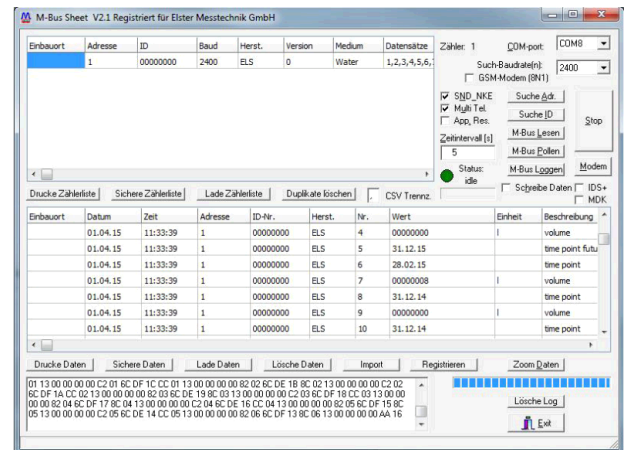 M-Bus Sheet V2.1 Registriert für Elster Messtechnik GmbH
Einbauort Adresse ID Baud Herst. Version Medium Datensätze
1 00000000 2400 ELS 0 Water 1,2,3,4,5,6,
Zähler: 1 COM-port: COM8
Such-Baudrate(n): 2400
GSM-Modem (8N1)
SND_NKE Suche Adr.
Multi Tel. Suche ID Stop
App. Res.
Zeitintervall [s] M-Bus Lesen
5 M-Bus Pollen
Status: M-Bus Loggen Modem
idle Schreibe Daten IDS+
MDK
Drucke Zählerliste Sichere Zählerliste Lade Zählerliste Duplikate löschen . CSV Trennz.
Einbauort Datum Zeit Adresse ID-Nr. Herst. Nr. Wert Einheit Beschreibung
01.04.15 11:33:39 1 00000000 ELS 4 00000000 l volume
01.04.15 11:33:39 1 00000000 ELS 5 31.12.15 time point futu
01.04.15 11:33:39 1 00000000 ELS 6 28.02.15 time point
01.04.15 11:33:39 1 00000000 ELS 7 00000008 l volume
01.04.15 11:33:39 1 00000000 ELS 8 31.12.14 time point
01.04.15 11:33:39 1 00000000 ELS 9 00000000 l volume
01.04.15 11:33:39 1 00000000 ELS 10 31.12.14 time point
Drucke Daten Sichere Daten Lade Daten Lösche Daten Import Registrieren Zoom Daten
01 13 00 00 00 00 C2 01 6C DF 1C CC 01 13 00 00 00 00 82 02 6C DE 1B 8C 02 13 00 00 00 00 C2 02
6C DF 1A CC 02 13 00 00 00 00 82 03 6C DE 19 8C 03 13 00 00 00 00 C2 03 6C DF 18 CC 03 13 00 00
00 00 82 04 6C DF 17 8C 04 13 00 00 00 00 C2 04 6C DE 16 CC 04 13 00 00 00 00 82 05 6C DF 15 8C
05 13 00 00 00 00 C2 05 6C DE 14 CC 05 13 00 00 00 00 82 06 6C DF 13 8C 06 13 00 00 00 00 AA 16
Lösche Log
Exit